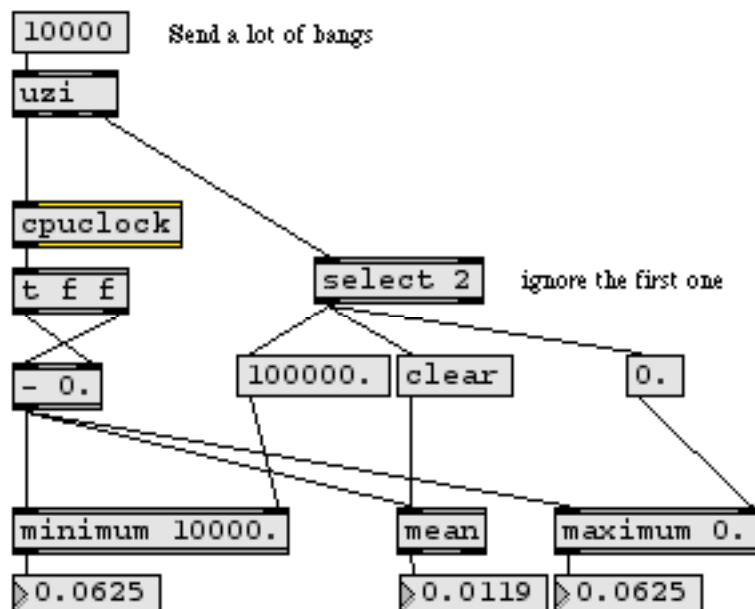 10000
Send a lot of bangs
uzi
cpuclock
select 2
ignore the first one
t f f
100000.
clear
0.
- 0.
minimum 10000.
mean
maximum 0.
0.0625
0.0119
0.0625